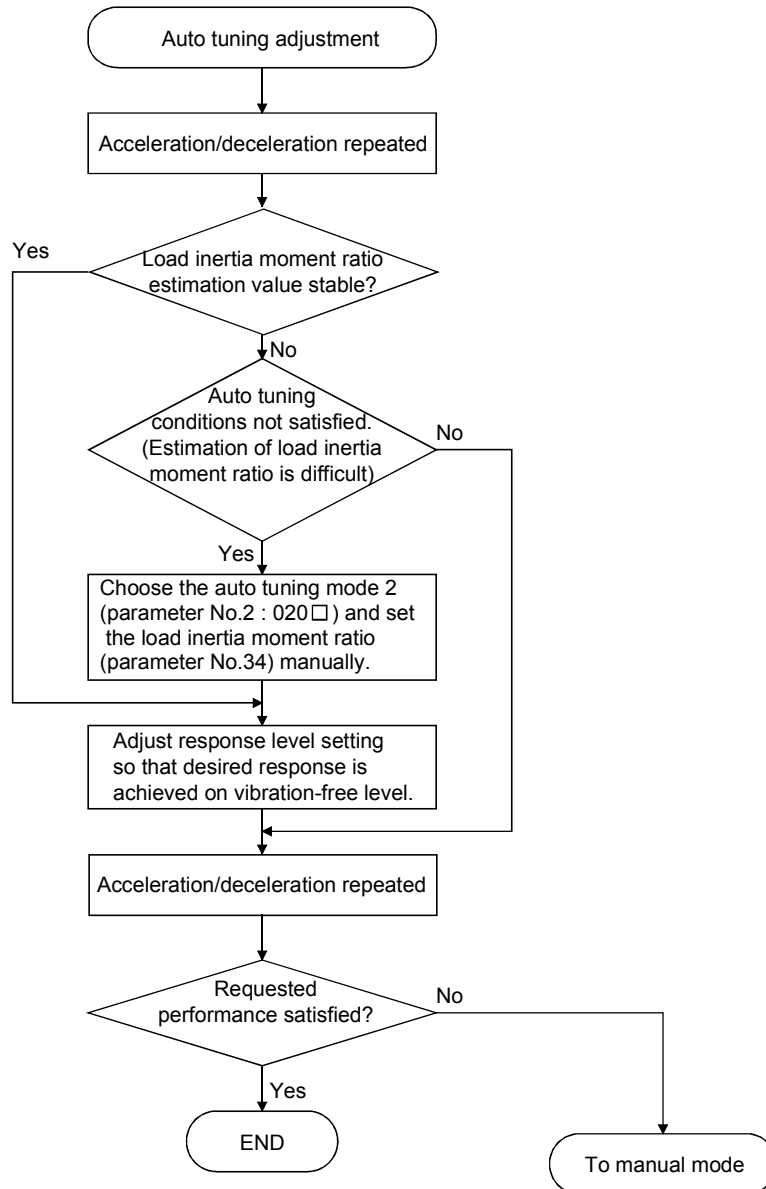 Auto tuning adjustment
Acceleration/deceleration repeated
Yes
Load inertia moment ratio
estimation value stable?
No
Auto tuning
conditions not satisfied.
(Estimation of load inertia
moment ratio is difficult)
No
Yes
Choose the auto tuning mode 2
(parameter No.2 : 020□) and set
the load inertia moment ratio
(parameter No.34) manually.
Adjust response level setting
so that desired response is
achieved on vibration-free level.
Acceleration/deceleration repeated
Requested
performance satisfied?
No
Yes
END
To manual mode